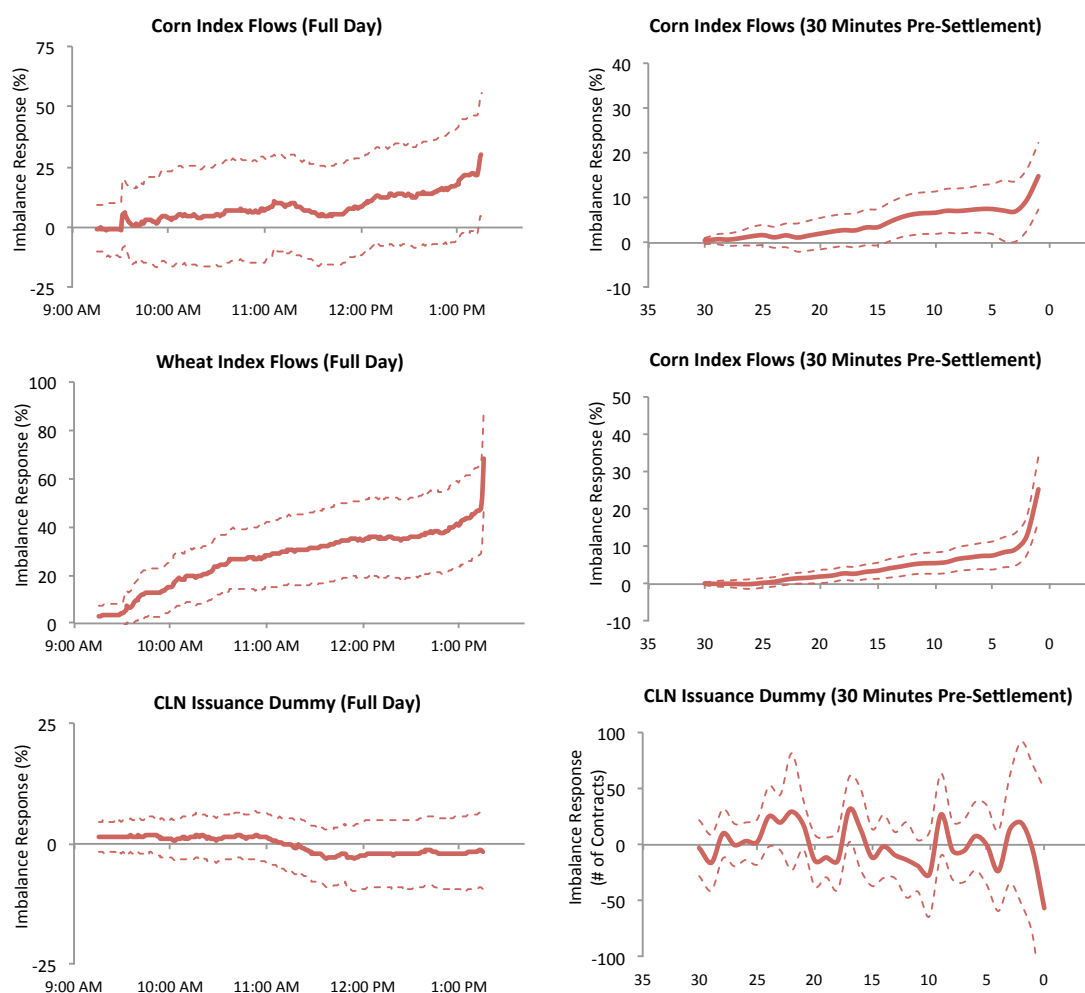 Corn Index Flows (Full Day)
Imbalance Response (%)
75
50
25
0
-25
9:00 AM 10:00 AM 11:00 AM 12:00 PM 1:00 PM
Corn Index Flows (30 Minutes Pre-Settlement)
Imbalance Response (%)
40
30
20
10
0
-10
35 30 25 20 15 10 5 0
Wheat Index Flows (Full Day)
Imbalance Response (%)
100
80
60
40
20
0
9:00 AM 10:00 AM 11:00 AM 12:00 PM 1:00 PM
Corn Index Flows (30 Minutes Pre-Settlement)
Imbalance Response (%)
50
40
30
20
10
0
-10
35 30 25 20 15 10 5 0
CLN Issuance Dummy (Full Day)
Imbalance Response (%)
25
0
-25
9:00 AM 10:00 AM 11:00 AM 12:00 PM 1:00 PM
CLN Issuance Dummy (30 Minutes Pre-Settlement)
Imbalance Response
(# of Contracts)
100
50
0
-50
-100
35 30 25 20 15 10 5 0